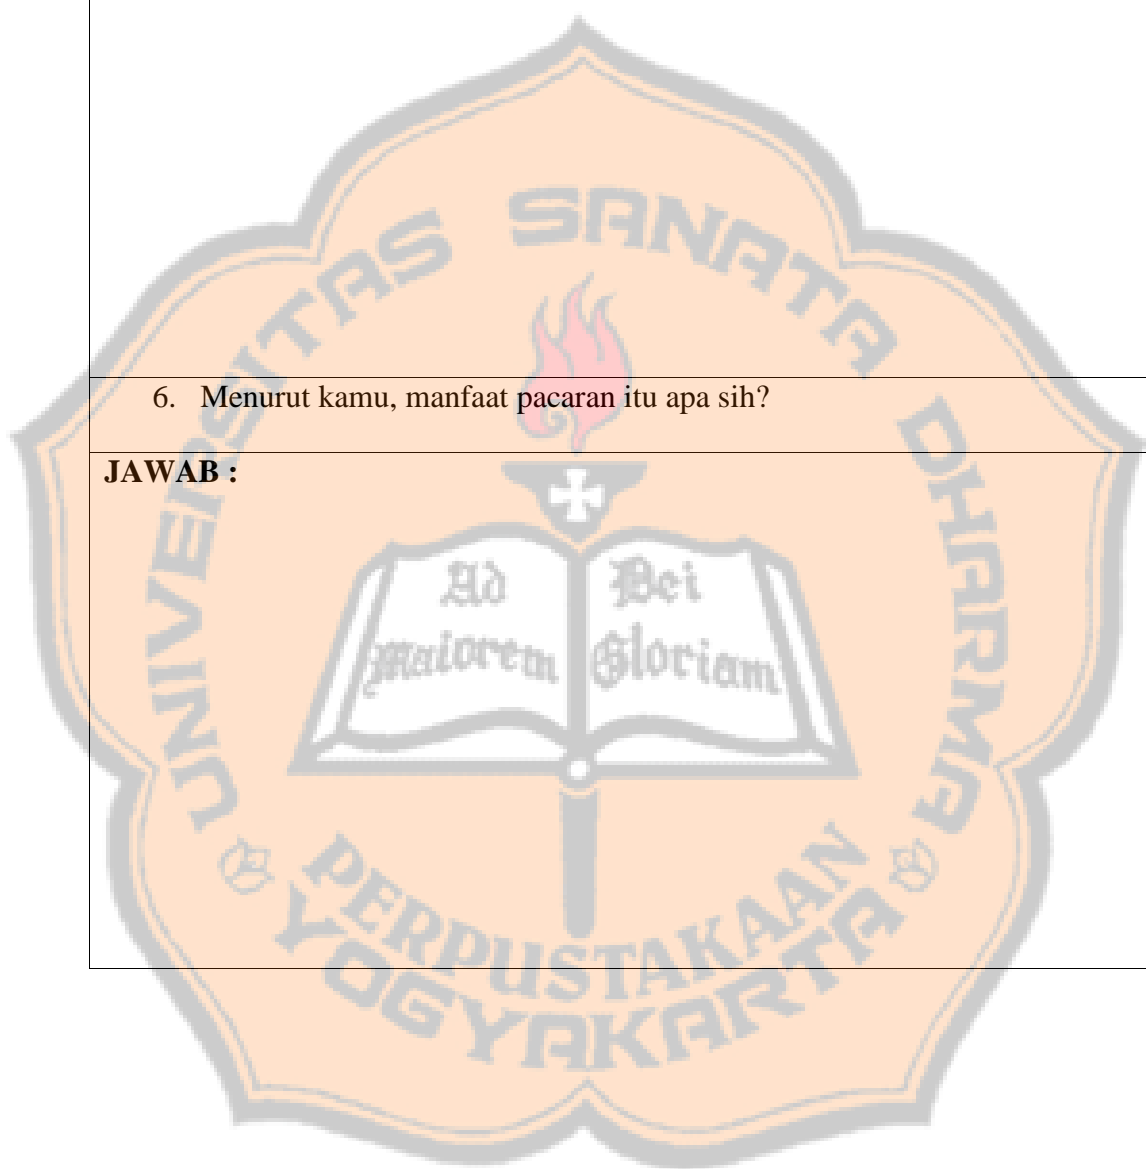 UNIVERSITAS SANATA DHARMA
6. Menurut kamu, manfaat pacaran itu apa sih?
JAWAB :
Ad Dei
Maiorem Gloriam
PERPUSTAKAAN
YOGYAKARTA